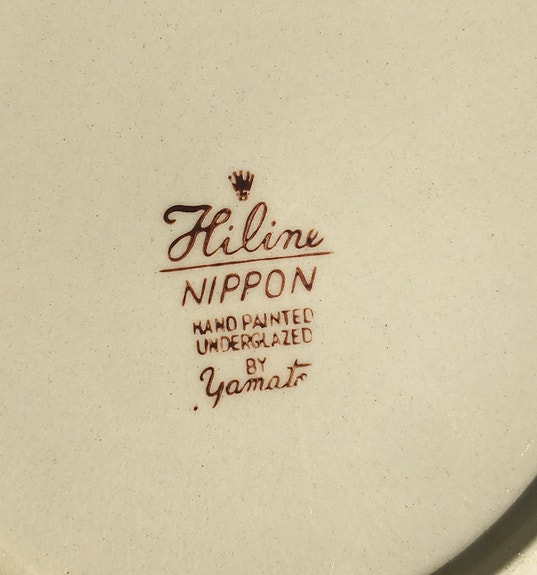 Hiline
NIPPON
HAND PAINTED
UNDERGLAZED
BY
Yamato